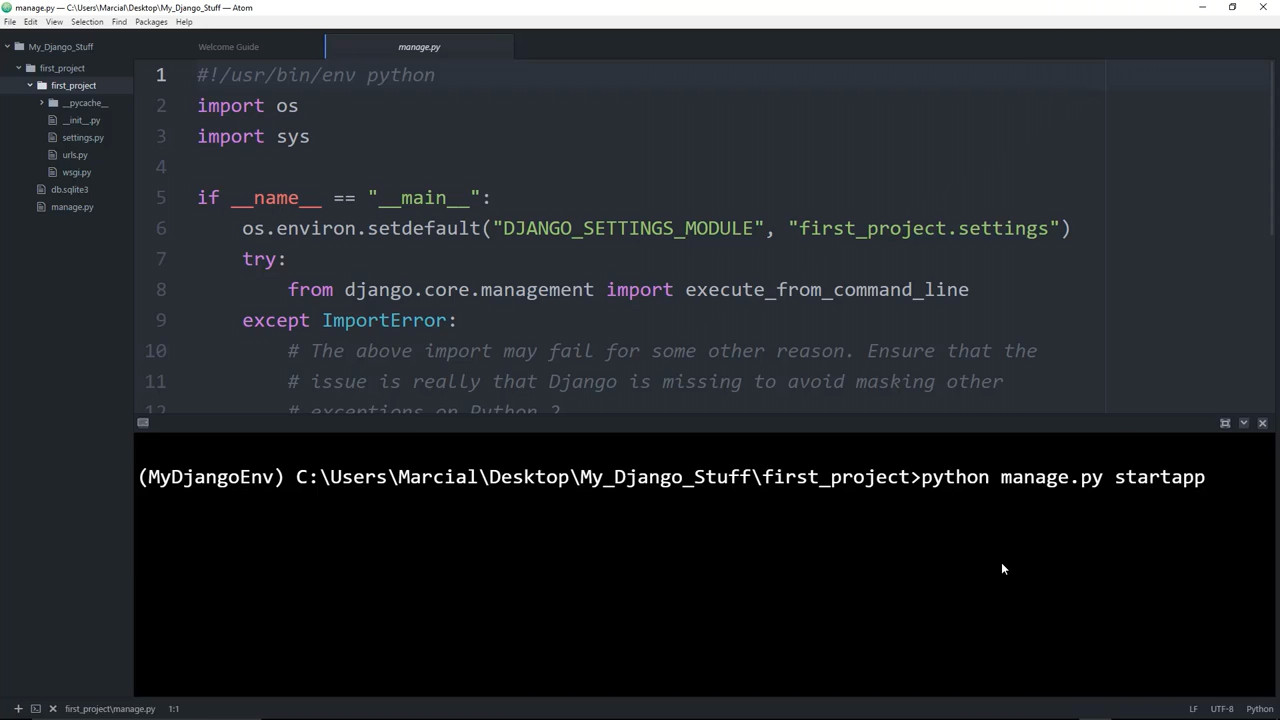 manage.py — C:\Users\Marcial\Desktop\My_Django_Stuff — Atom
File Edit View Selection Find Packages Help
My_Django_Stuff
first_project
first_project
__pycache__
__init__.py
settings.py
urls.py
wsgi.py
db.sqlite3
manage.py
Welcome Guide
manage.py
1 #!/usr/bin/env python
2 import os
3 import sys
4
5 if __name__ == "__main__":
6 os.environ.setdefault("DJANGO_SETTINGS_MODULE", "first_project.settings")
7 try:
8 from django.core.management import execute_from_command_line
9 except ImportError:
10 # The above import may fail for some other reason. Ensure that the
11 # issue is really that Django is missing to avoid masking other
12 # exceptions on Python 2
(MyDjangoEnv) C:\Users\Marcial\Desktop\My_Django_Stuff\first_project>python manage.py startapp
first_project\manage.py 1:1 LF UTF-8 Python